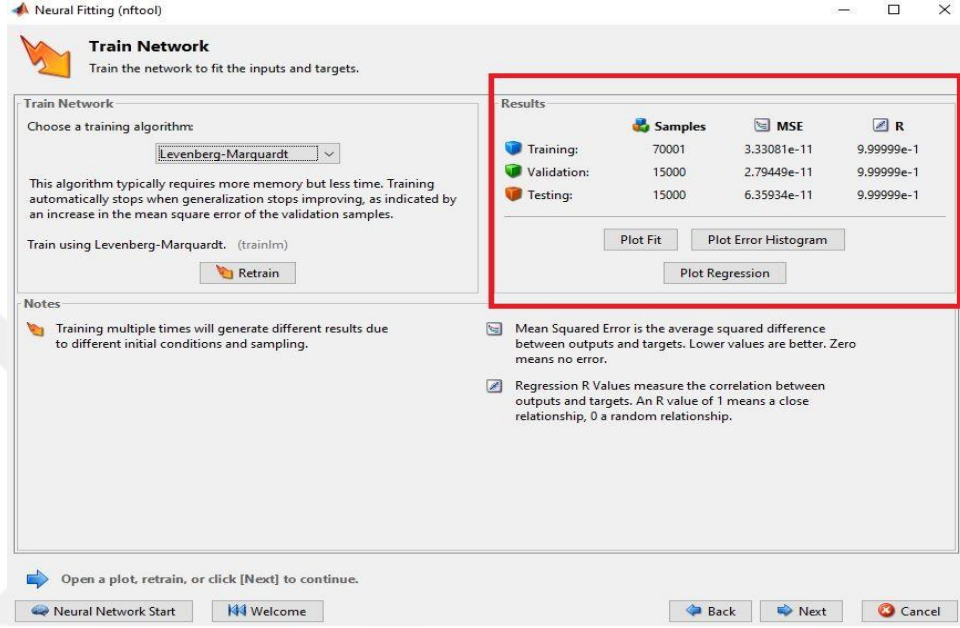 Neural Fitting (nftool)
Train Network
Train the network to fit the inputs and targets.
Train Network
Choose a training algorithm:
Levenberg-Marquardt
This algorithm typically requires more memory but less time. Training
automatically stops when generalization stops improving, as indicated by
an increase in the mean square error of the validation samples.
Train using Levenberg-Marquardt. (trainlm)
Retrain
Results
Samples MSE R
Training: 70001 3.33081e-11 9.99999e-1
Validation: 15000 2.79449e-11 9.99999e-1
Testing: 15000 6.35934e-11 9.99999e-1
Plot Fit Plot Error Histogram
Plot Regression
Notes
Training multiple times will generate different results due
to different initial conditions and sampling.
Mean Squared Error is the average squared difference
between outputs and targets. Lower values are better. Zero
means no error.
Regression R Values measure the correlation between
outputs and targets. An R value of 1 means a close
relationship, 0 a random relationship.
Open a plot, retrain, or click [Next] to continue.
Neural Network Start Welcome Back Next Cancel